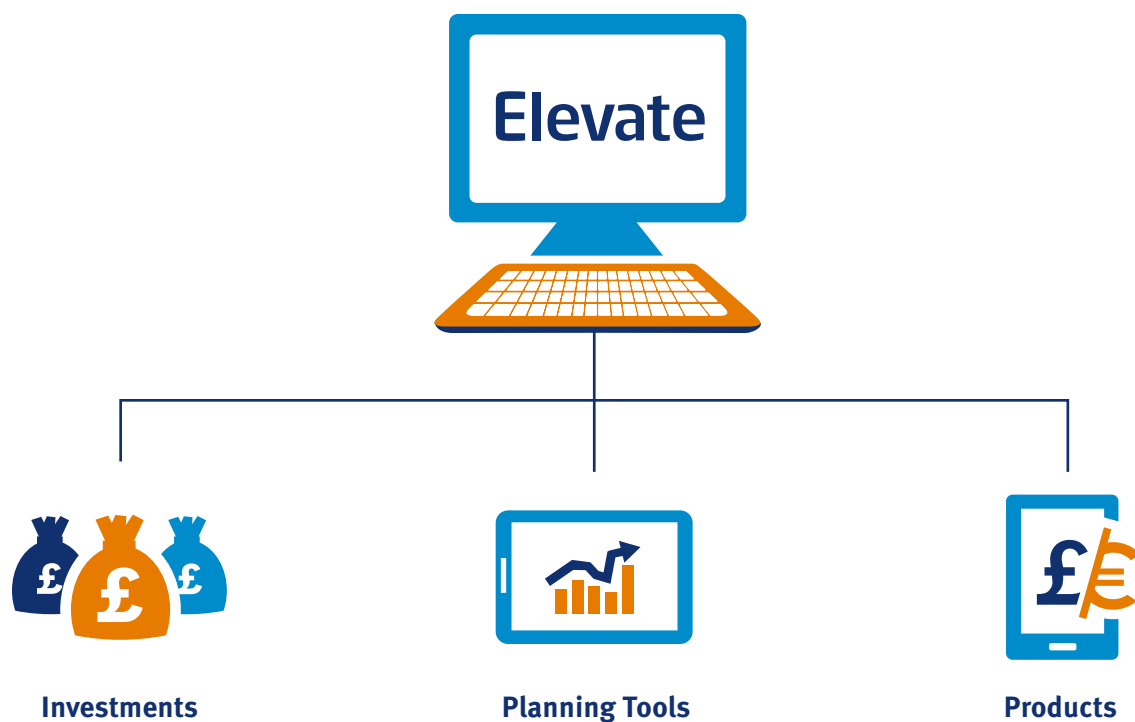 Elevate
£ £ £
£/€
Investments
Planning Tools
Products